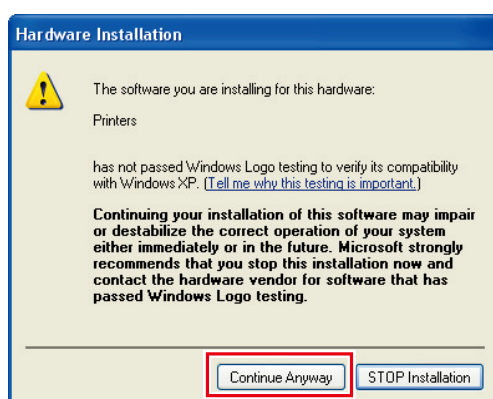 Hardware Installation
The software you are installing for this hardware:
Printers
has not passed Windows Logo testing to verify its compatibility
with Windows XP. (Tell me why this testing is important.)
Continuing your installation of this software may impair
or destabilize the correct operation of your system
either immediately or in the future. Microsoft strongly
recommends that you stop this installation now and
contact the hardware vendor for software that has
passed Windows Logo testing.
Continue Anyway
STOP Installation